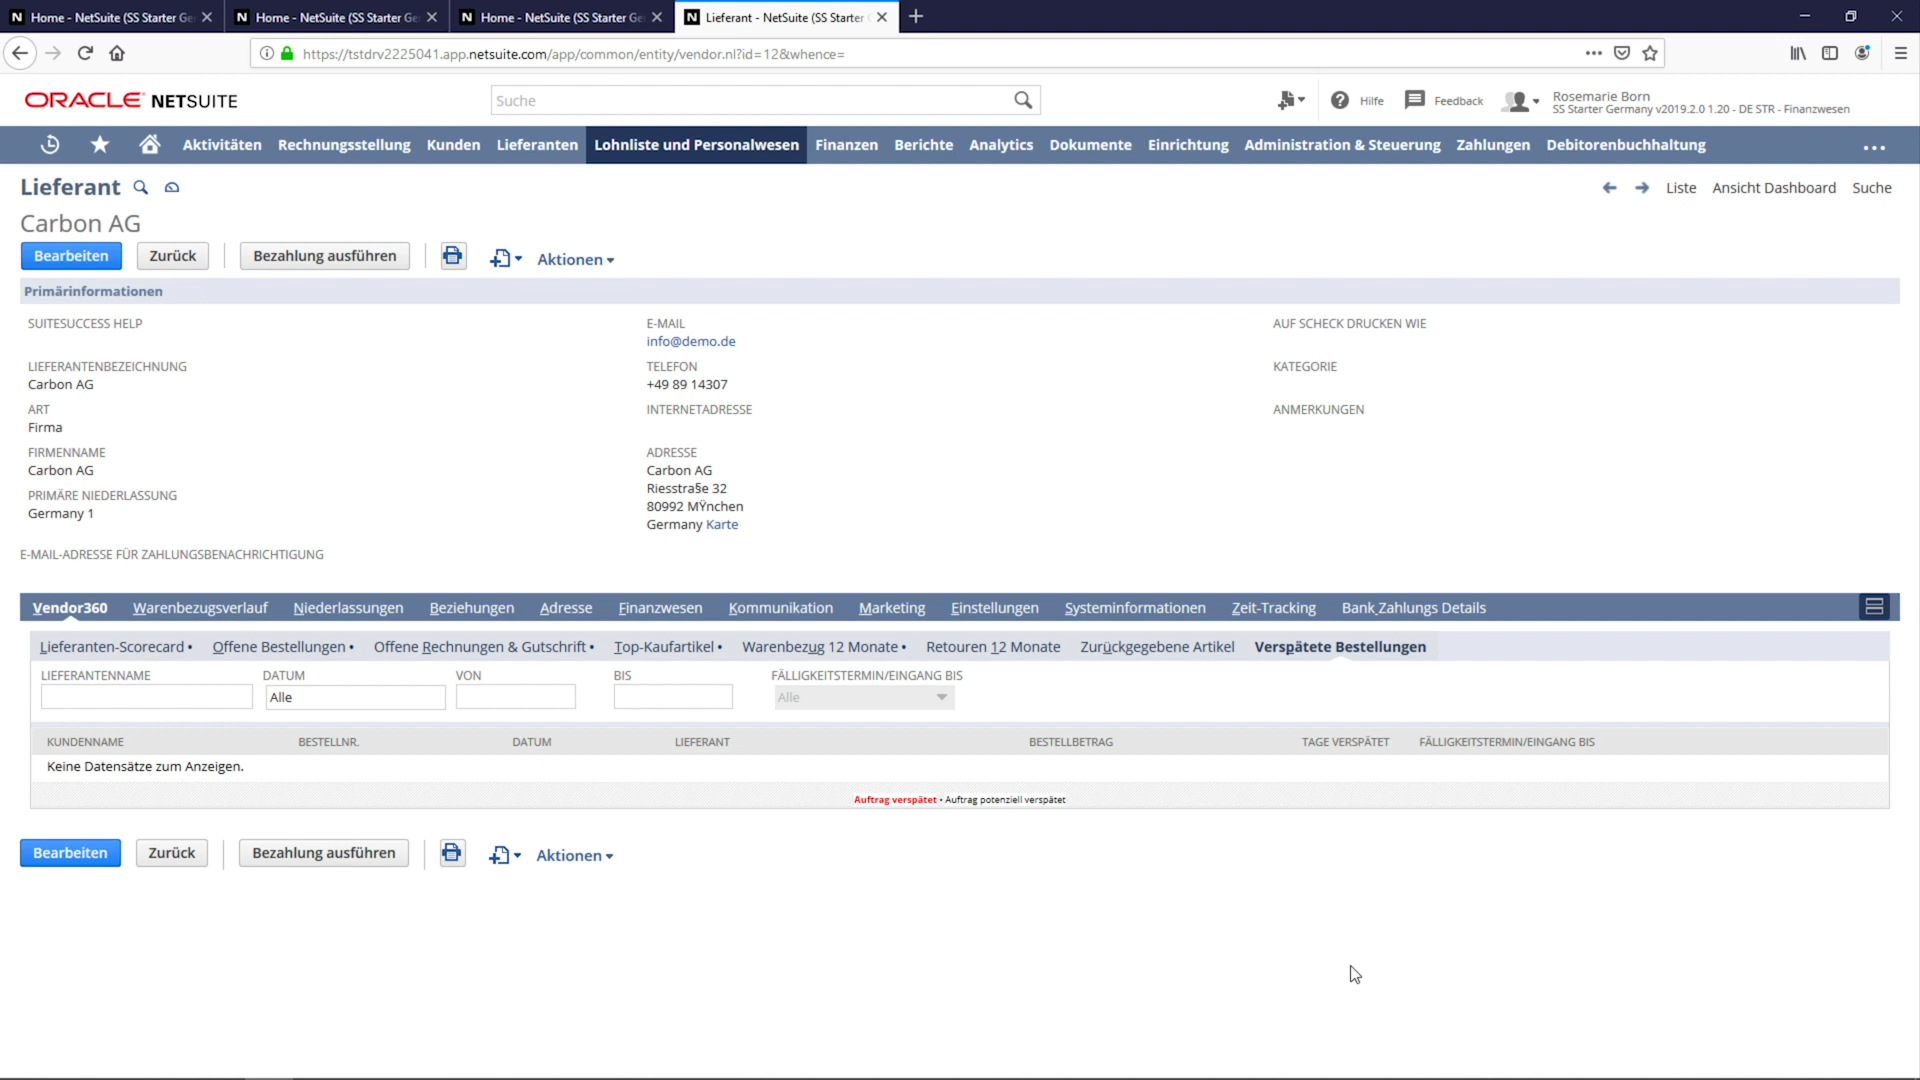 Home - NetSuite (SS Starter Ge
Home - NetSuite (SS Starter Ge
Home - NetSuite (SS Starter Ge
Lieferant - NetSuite (SS Starter
https://tstdrv2225041.app.netsuite.com/app/common/entity/vendor.nl?id=12&whence=
ORACLE NETSUITE
Suche
Hilfe
Feedback
Rosemarie Born
SS Starter Germany v2019.2.0 1.20 - DE STR - Finanzwesen
Aktivitäten Rechnungsstellung Kunden Lieferanten Lohnliste und Personalwesen Finanzen Berichte Analytics Dokumente Einrichtung Administration & Steuerung Zahlungen Debitorenbuchhaltung
Lieferant
Liste Ansicht Dashboard Suche
Carbon AG
Bearbeiten Zurück Bezahlung ausführen Aktionen
Primärinformationen
SUITESUCCESS HELP
LIEFERANTENBEZEICHNUNG
Carbon AG
ART
Firma
FIRMENNAME
Carbon AG
PRIMÄRE NIEDERLASSUNG
Germany 1
E-MAIL-ADRESSE FÜR ZAHLUNGSBENACHRICHTIGUNG
E-MAIL
info@demo.de
TELEFON
+49 89 14307
INTERNETADRESSE
ADRESSE
Carbon AG
Riesstra§e 32
80992 MŸnchen
Germany Karte
AUF SCHECK DRUCKEN WIE
KATEGORIE
ANMERKUNGEN
Vendor360 Warenbezugsverlauf Niederlassungen Beziehungen Adresse Finanzwesen Kommunikation Marketing Einstellungen Systeminformationen Zeit-Tracking Bank Zahlungs Details
Lieferanten-Scorecard • Offene Bestellungen • Offene Rechnungen & Gutschrift • Top-Kaufartikel • Warenbezug 12 Monate • Retouren 12 Monate Zurückgegebene Artikel Verspätete Bestellungen
LIEFERANTENNAME DATUM VON BIS FÄLLIGKEITSTERMIN/EINGANG BIS
Alle Alle
KUNDENNAME BESTELLNR. DATUM LIEFERANT BESTELLBETRAG TAGE VERSPÄTET FÄLLIGKEITSTERMIN/EINGANG BIS
Keine Datensätze zum Anzeigen.
Auftrag verspätet • Auftrag potenziell verspätet
Bearbeiten Zurück Bezahlung ausführen Aktionen